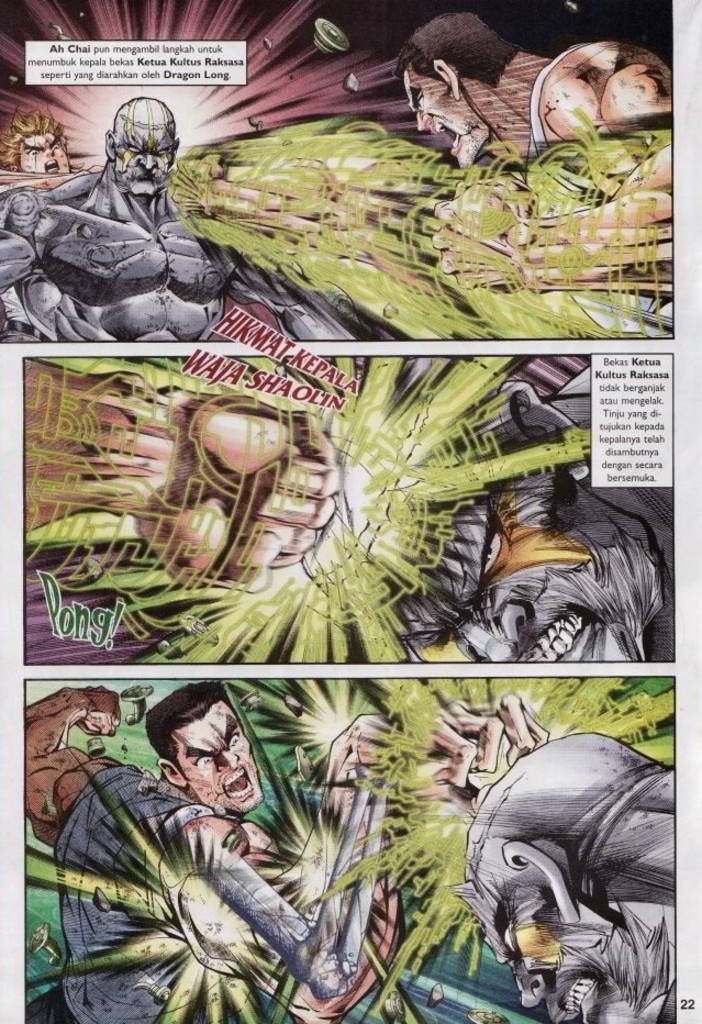 Ah Chai pun mengambil langkah untuk
menumbuk kepala bekas Ketua Kultus Raksasa
seperti yang diarahkan oleh Dragon Long.
HIKMAT KEPALA
WAJA SHAOLIN
Bekas Ketua
Kultus Raksasa
tidak berganjak
atau mengelak.
Tinju yang di-
tujukan kepada
kepalanya telah
disambutnya
dengan secara
bersemuka.
Pong!
22